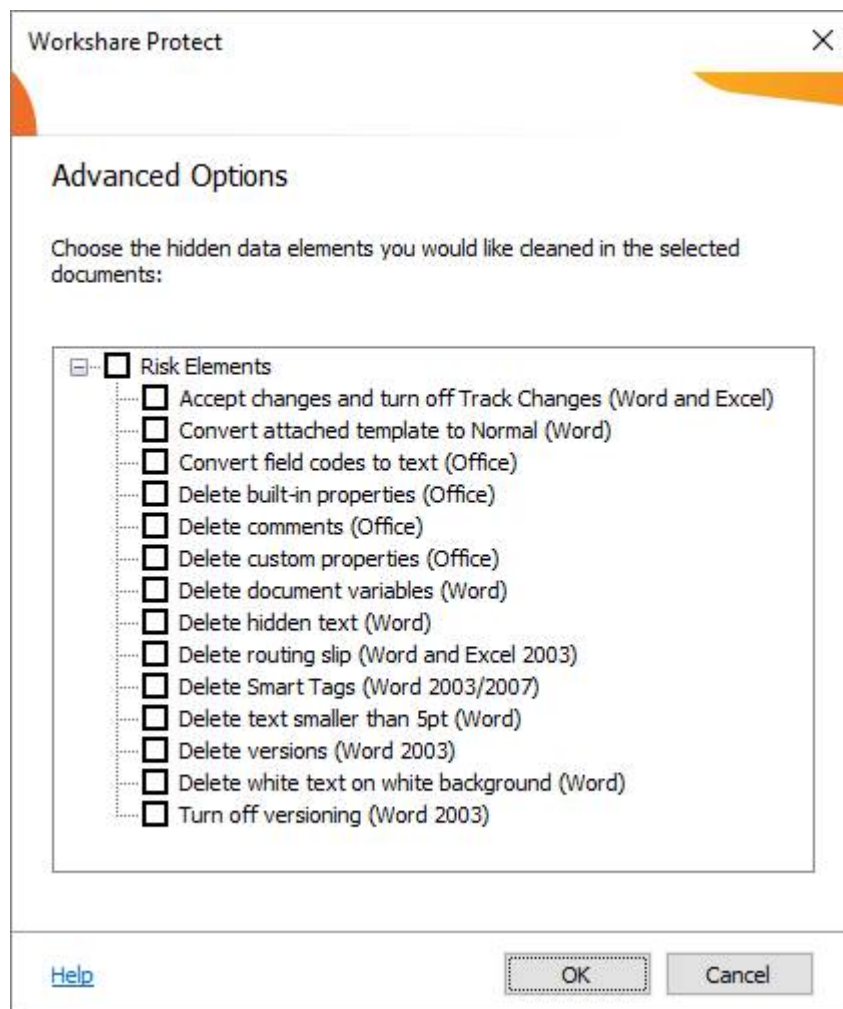 Workshare Protect
Advanced Options
Choose the hidden data elements you would like cleaned in the selected
documents:
Risk Elements
Accept changes and turn off Track Changes (Word and Excel)
Convert attached template to Normal (Word)
Convert field codes to text (Office)
Delete built-in properties (Office)
Delete comments (Office)
Delete custom properties (Office)
Delete document variables (Word)
Delete hidden text (Word)
Delete routing slip (Word and Excel 2003)
Delete Smart Tags (Word 2003/2007)
Delete text smaller than 5pt (Word)
Delete versions (Word 2003)
Delete white text on white background (Word)
Turn off versioning (Word 2003)
Help
OK
Cancel